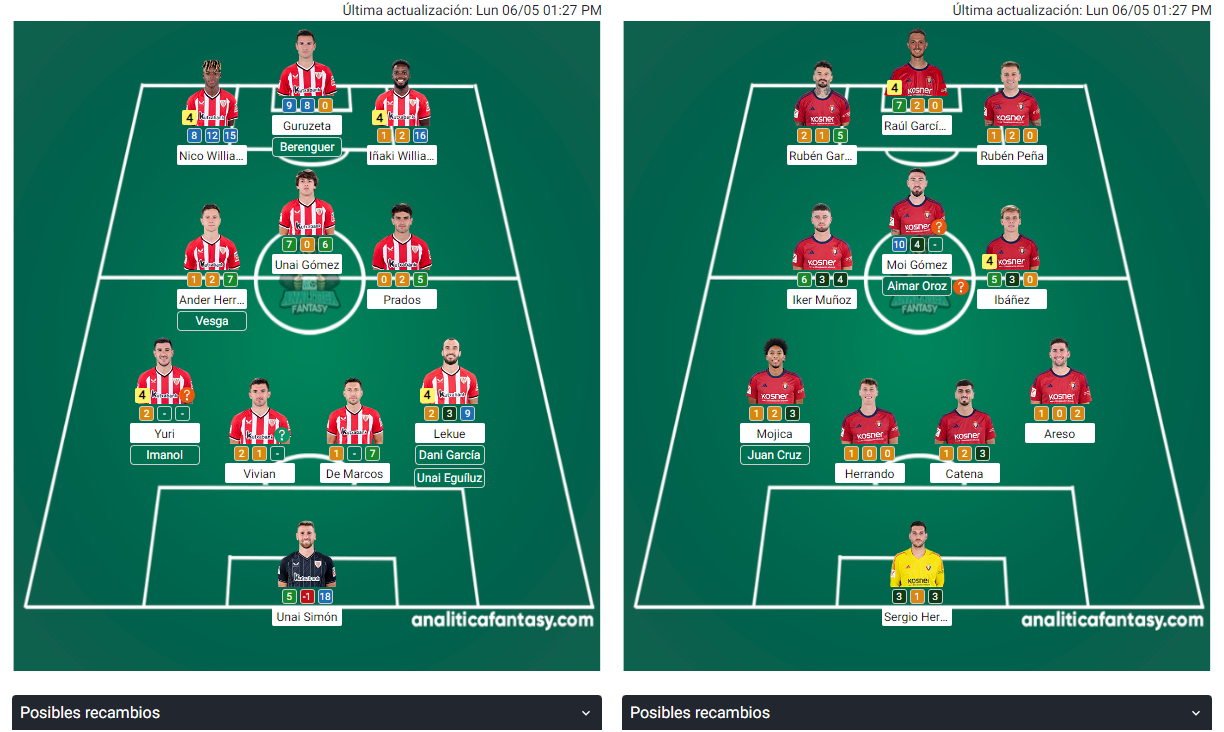 Última actualización: Lun 06/05 01:27 PM
9 8 0
Guruzeta
Berenguer
4
8 12 15
Nico Willia...
4
1 2 16
Iñaki Willia...
7 0 6
Unai Gómez
1 2 7
Ander Herr...
Vesga
0 2 5
Prados
4 ?
2 - -
Yuri
Imanol
?
2 1 -
Vivian
1 - 7
De Marcos
4
2 3 9
Lekue
Dani García
Unai Eguíluz
5 -1 18
Unai Simón
ANALITICA
FANTASY
analiticafantasy.com
Posibles recambios
Última actualización: Lun 06/05 01:27 PM
4
7 2 0
Raúl Garcí...
2 1 5
Rubén Gar...
1 2 0
Rubén Peña
?
10 4 -
Moi Gómez
Aimar Oroz ?
6 3 4
Iker Muñoz
4
5 3 0
Ibáñez
1 2 3
Mojica
Juan Cruz
1 0 0
Herrando
1 2 3
Catena
1 0 2
Areso
3 1 3
Sergio Her...
FANTASY
analiticafantasy.com
Posibles recambios